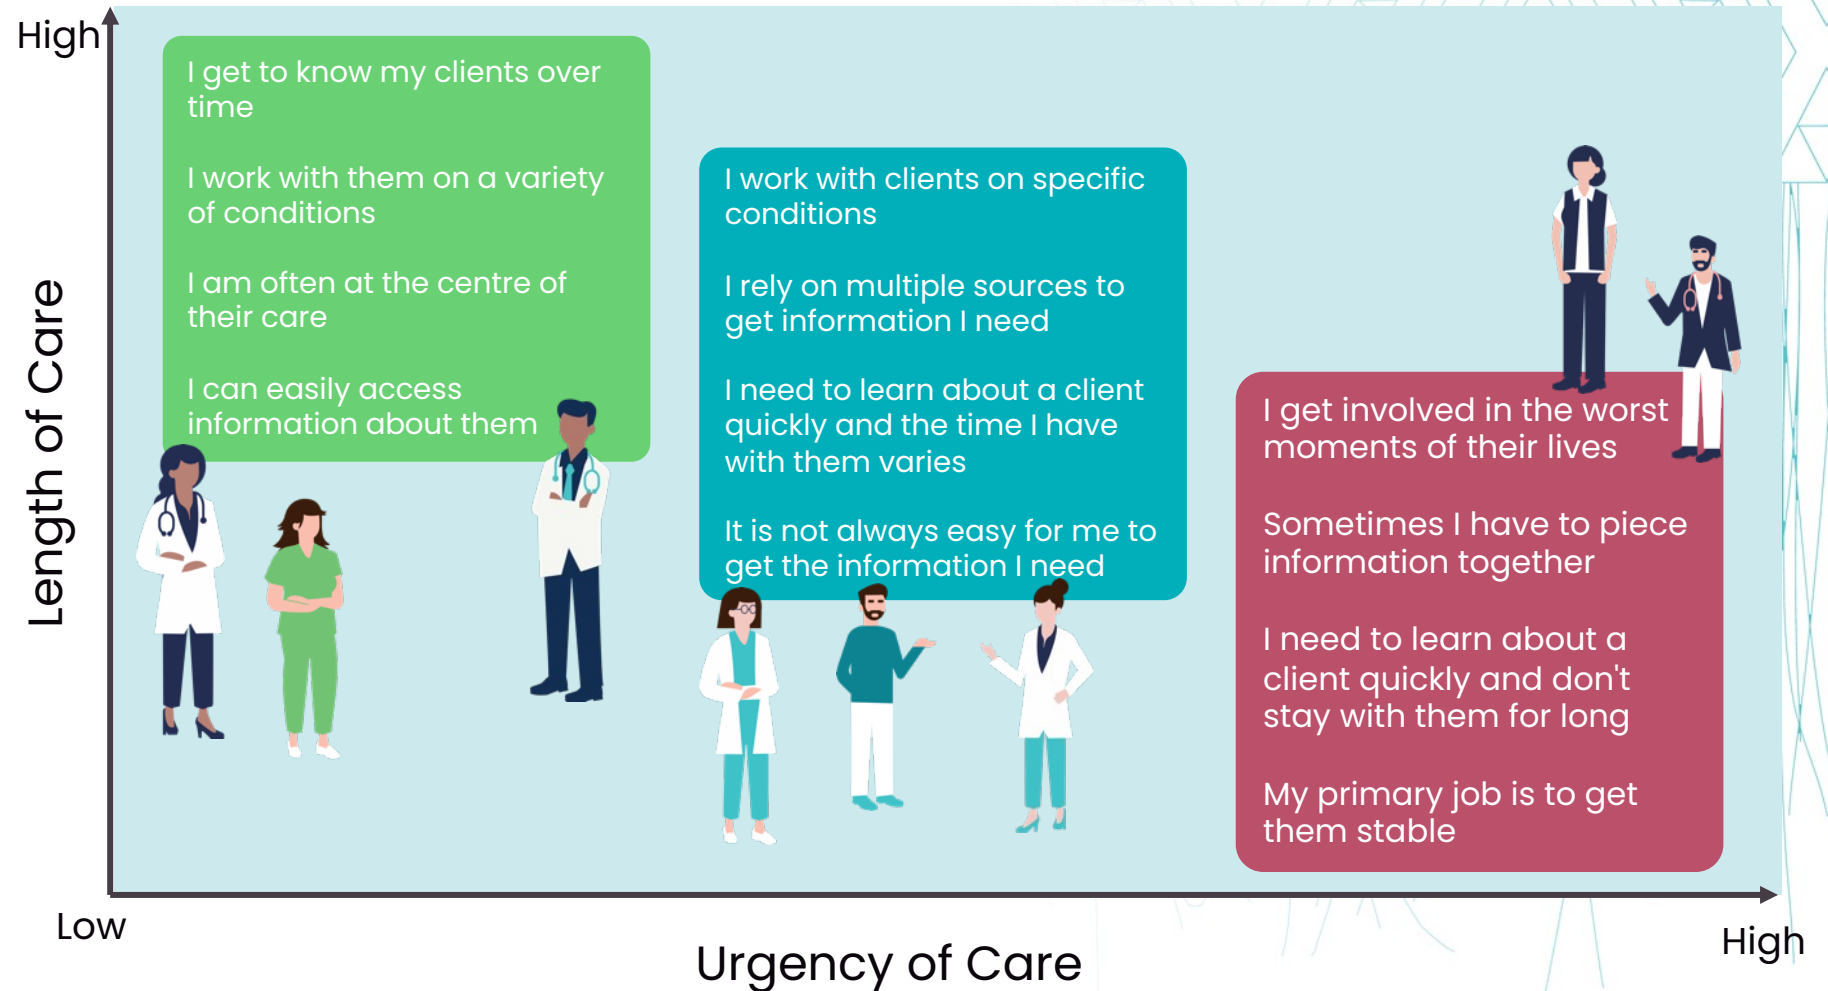 High
I get to know my clients over
time
I work with them on a variety
of conditions
I am often at the centre of
their care
I can easily access
information about them
I work with clients on specific
conditions
I rely on multiple sources to
get information I need
I need to learn about a client
quickly and the time I have
with them varies
It is not always easy for me to
get the information I need
I get involved in the worst
moments of their lives
Sometimes I have to piece
information together
I need to learn about a
client quickly and don't
stay with them for long
My primary job is to get
them stable
Length of Care
Low
Urgency of Care
High